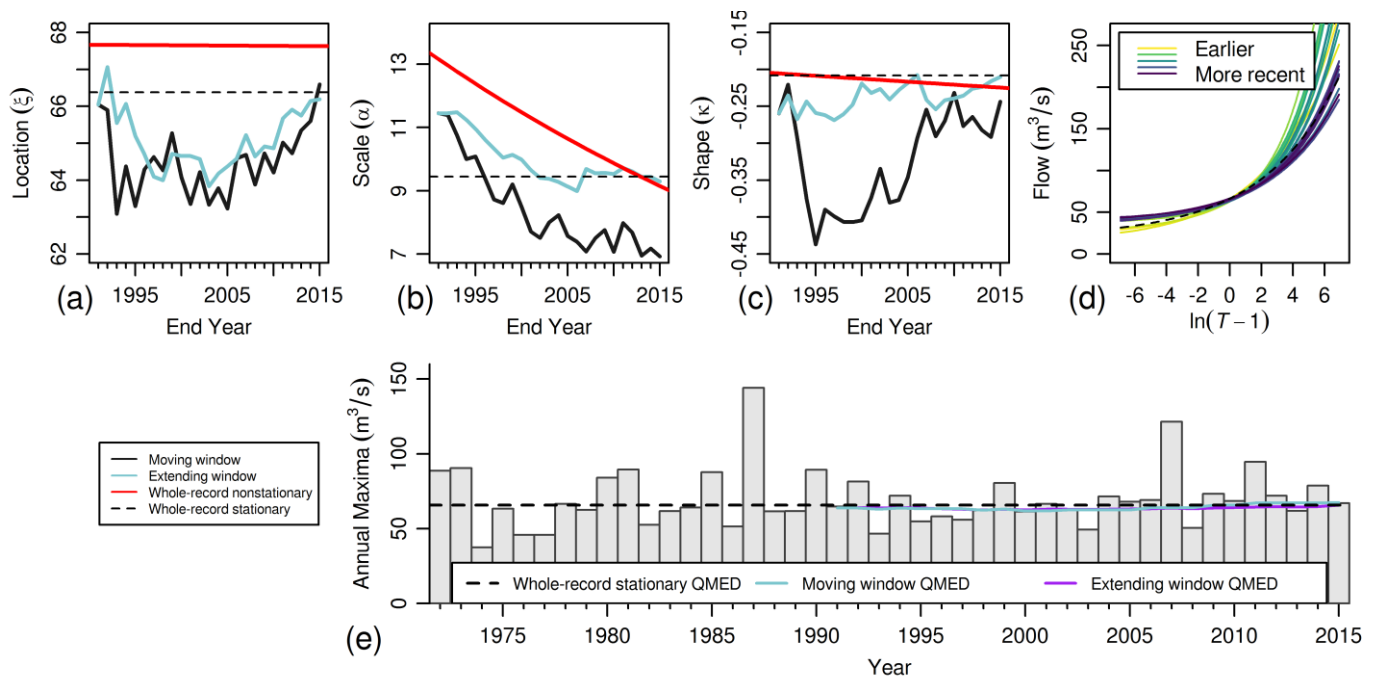 62 64 66 68
Location (ξ)
1995 2005 2015
(a)
End Year
7 9 11 13
Scale (α)
1995 2005 2015
(b)
End Year
-0.45 -0.35 -0.25 -0.15
Shape (κ)
1995 2005 2015
(c)
End Year
0 50 100 150 200 250
Flow (m³/s)
Earlier
More recent
-6 -4 -2 0 2 4 6
(d)
ln(T−1)
Moving window
Extending window
Whole-record nonstationary
Whole-record stationary
0 50 100 150
Annual Maxima (m³/s)
Whole-record stationary QMED
Moving window QMED
Extending window QMED
(e)
1975 1980 1985 1990 1995 2000 2005 2010 2015
Year